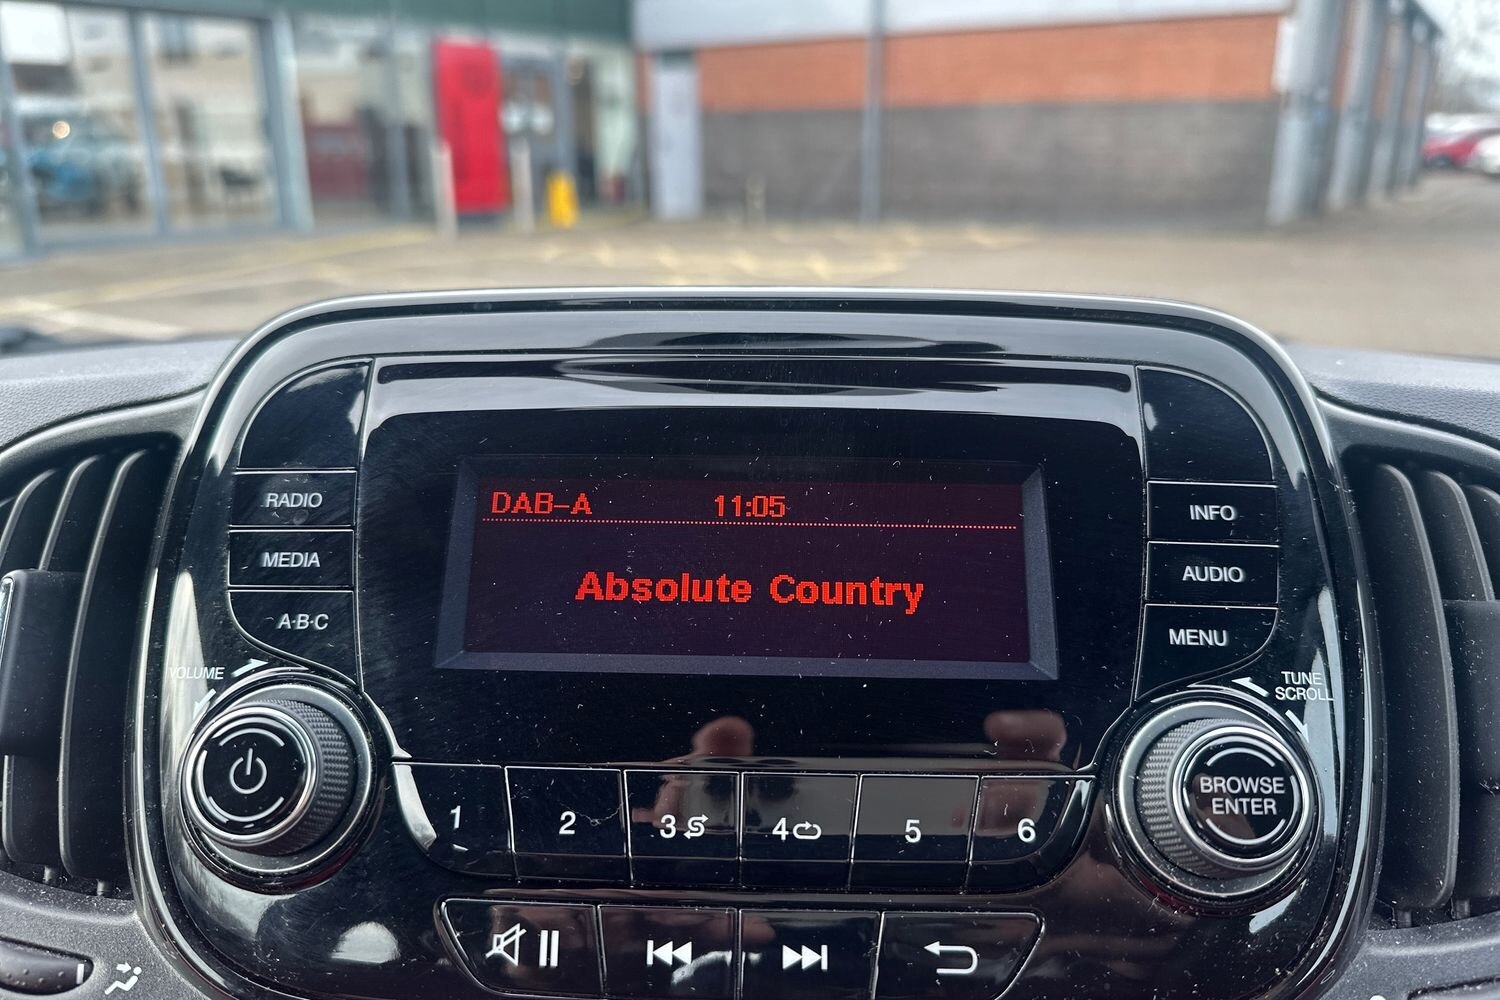 DAB-A 11:05
Absolute Country
RADIO
MEDIA
A·B·C
INFO
AUDIO
MENU
VOLUME
TUNE
SCROLL
BROWSE
ENTER
1 2 3 4 5 6